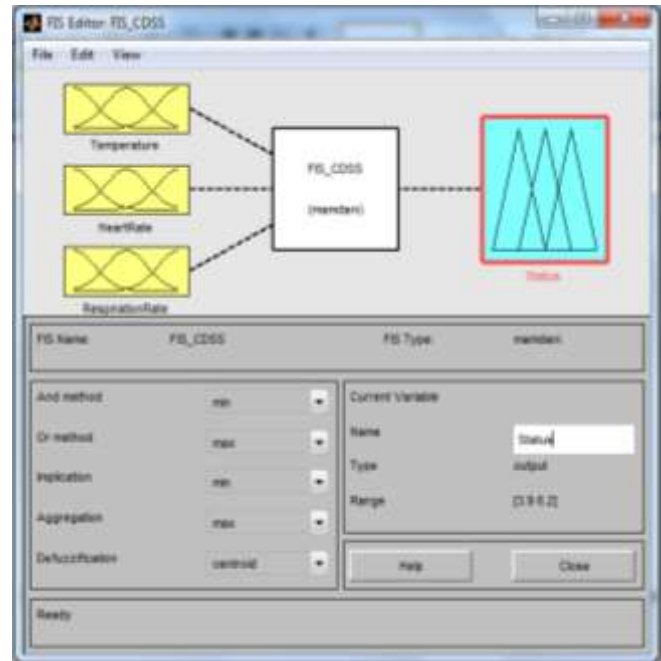 FIS Editor: FIS_CDSS
File Edit View
Temperature
FIS_CDSS
(mamdani)
HeartRate
Status
RespirationRate
FIS Name: FIS_CDSS FIS Type: mamdani
And method min
Or method max
Implication min
Aggregation max
Defuzzification centroid
Current Variable
Name Status
Type output
Range
Help Close
Ready